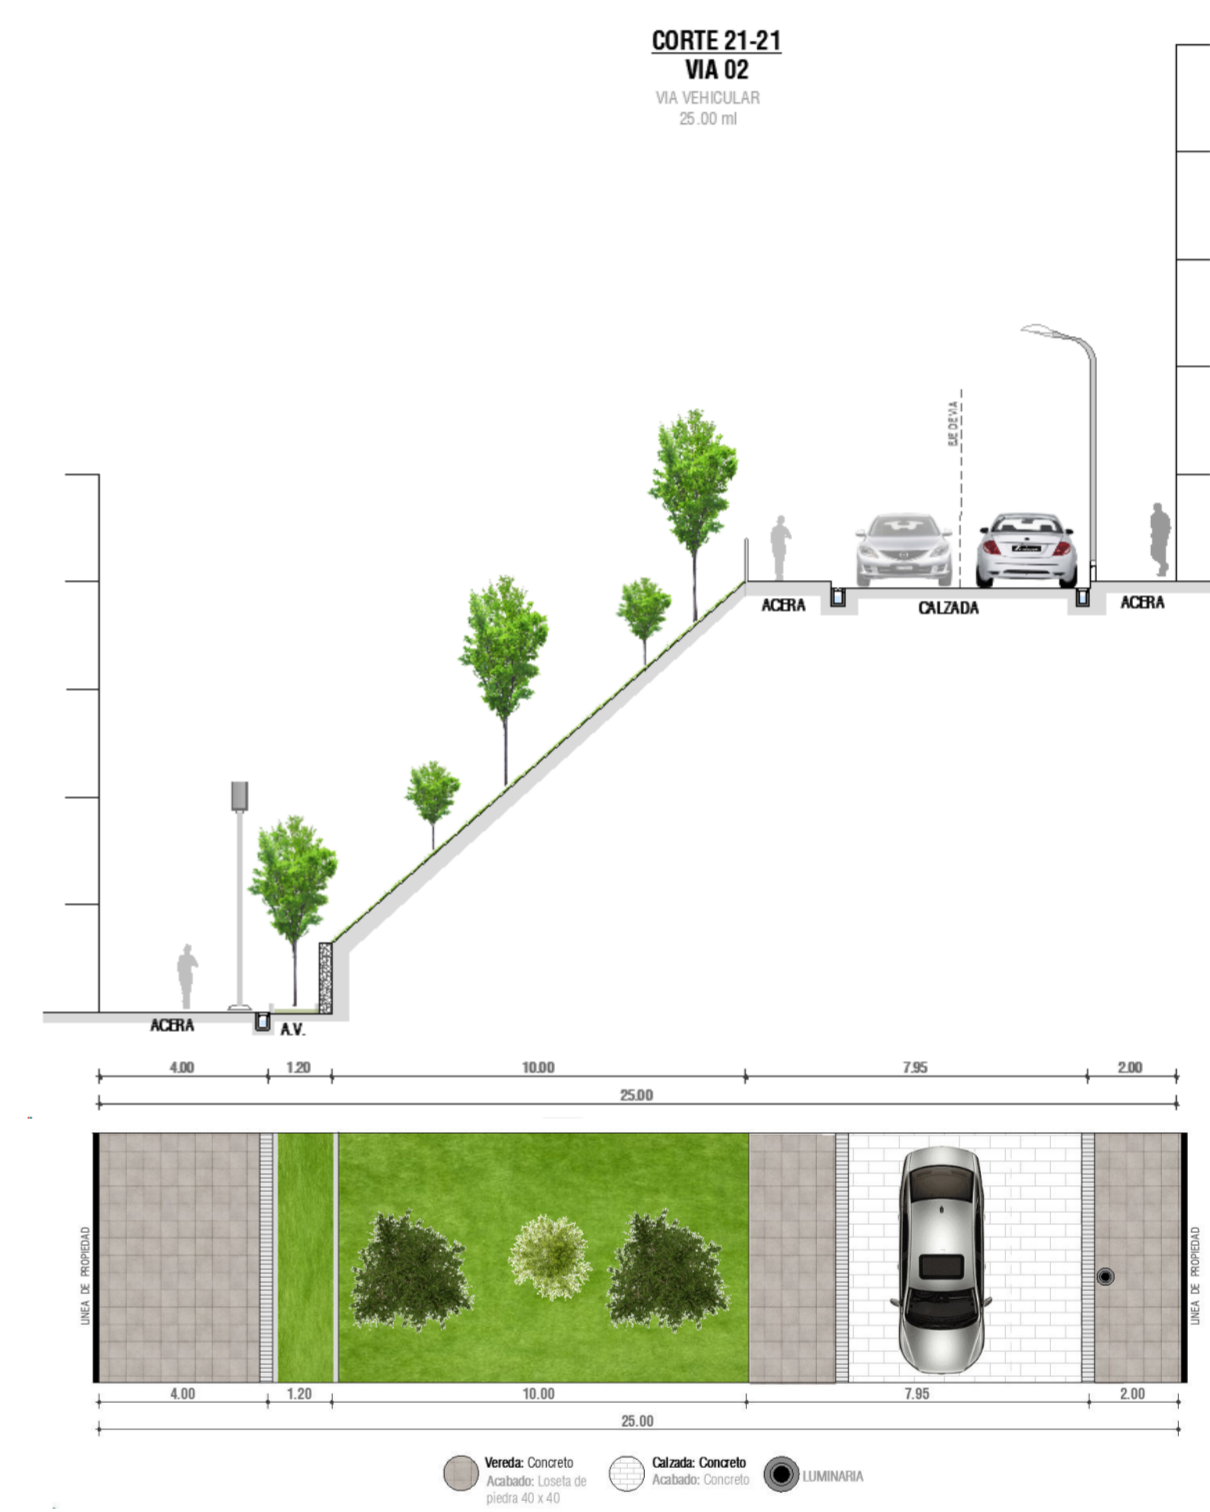 CORTE 21-21
VIA 02
VIA VEHICULAR
25.00 ml
EJE DE VIA
ACERA
CALZADA
ACERA
ACERA
A.V.
4.00 1.20 10.00 7.95 2.00
25.00
LINEA DE PROPIEDAD
LINEA DE PROPIEDAD
4.00 1.20 10.00 7.95 2.00
25.00
Vereda: Concreto
Acabado: Loseta de
piedra 40 x 40
Calzada: Concreto
Acabado: Concreto
LUMINARIA